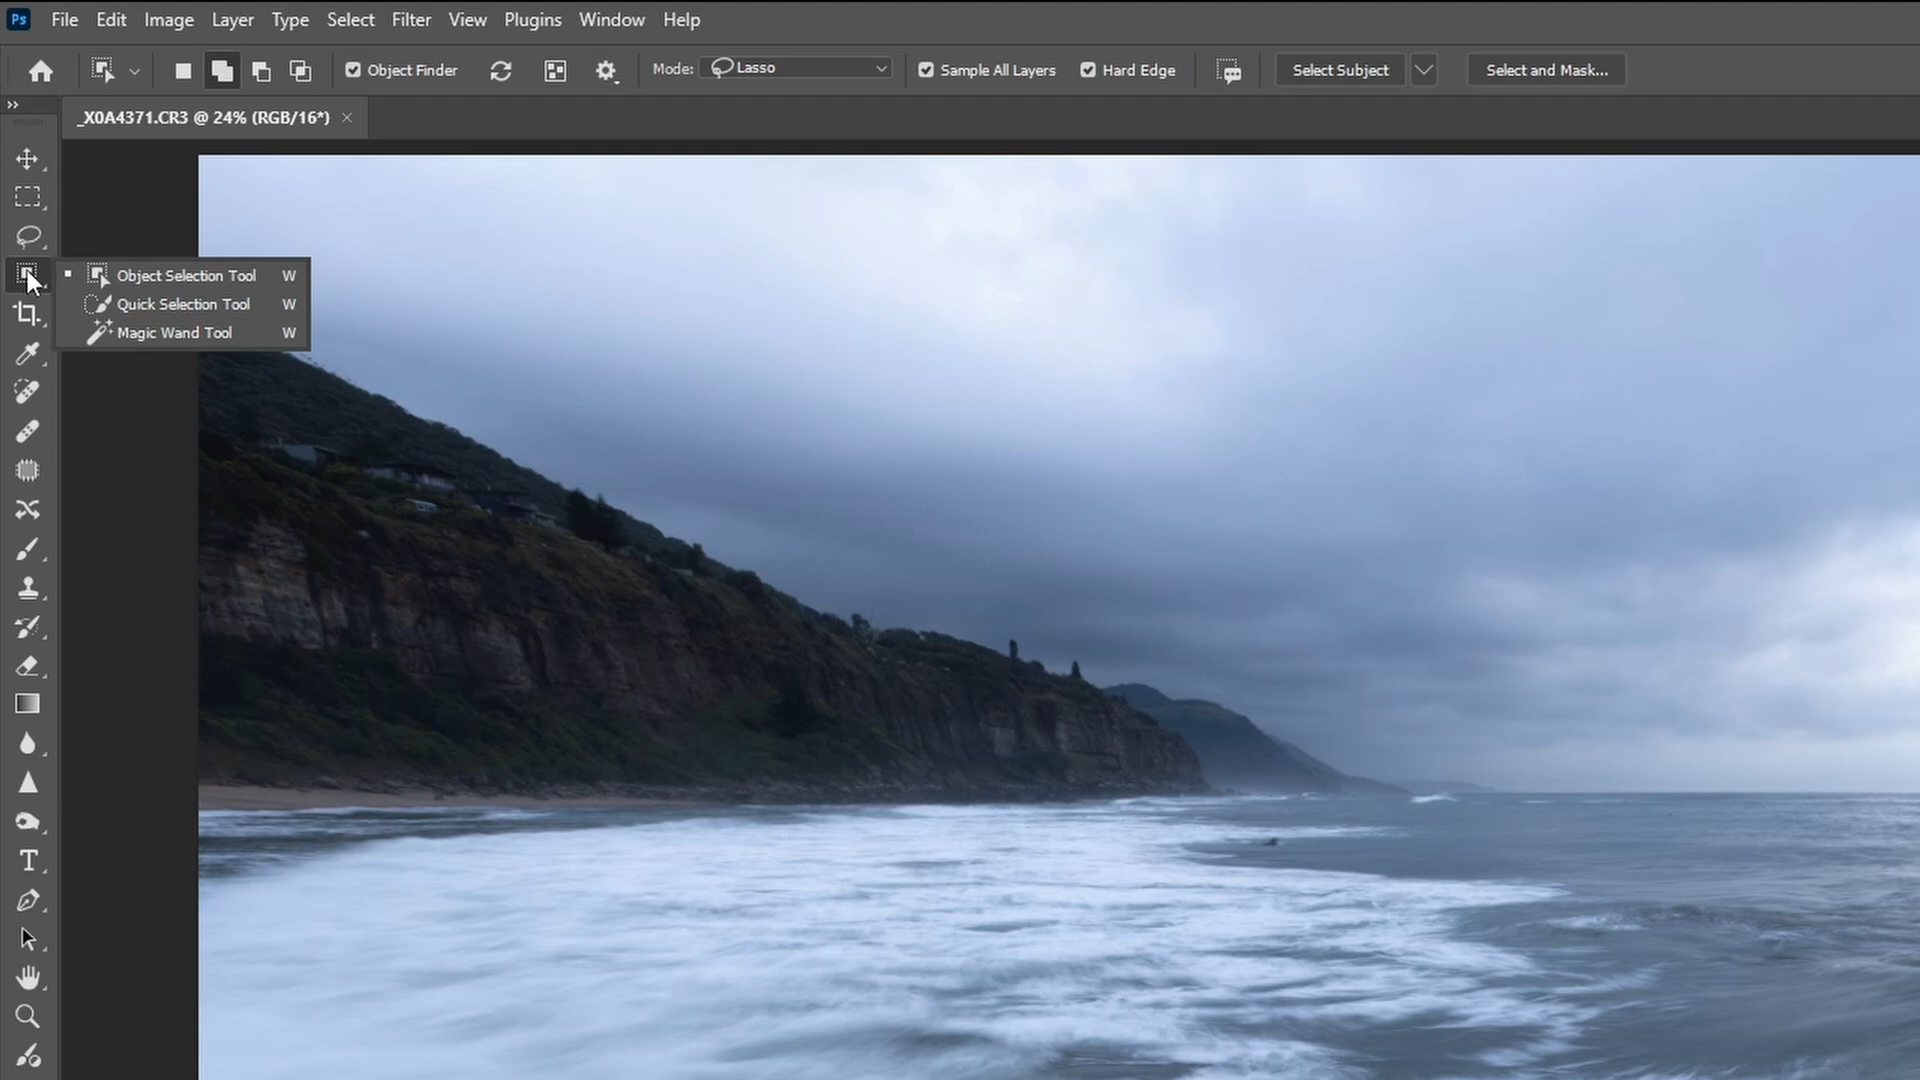 Ps File Edit Image Layer Select Type Select Filter View Plugins Window Help
Object Finder Mode: Lasso Sample All Layers Hard Edge Select Subject Select and Mask...
_X0A4371.CR3 @ 24% (RGB/16*) ×
Object Selection Tool W
Quick Selection Tool W
Magic Wand Tool W
T